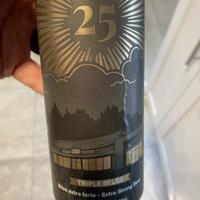 25
TRIPLE BELGE
Bière extra forte - Extra Strong Beer